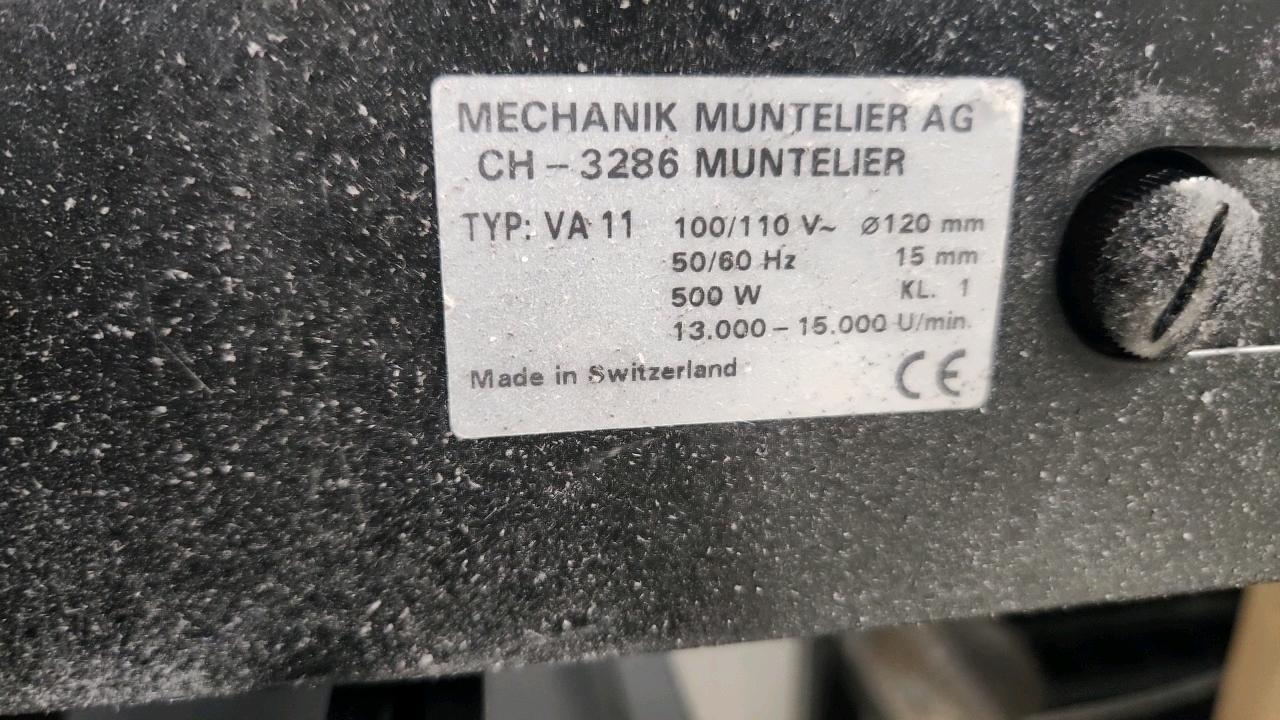 MECHANIK MUNTELIER AG
CH – 3286 MUNTELIER
TYP: VA 11 100/110 V~ ⌀120 mm
50/60 Hz 15 mm
500 W KL. 1
13.000 – 15.000 U/min.
Made in Switzerland CE